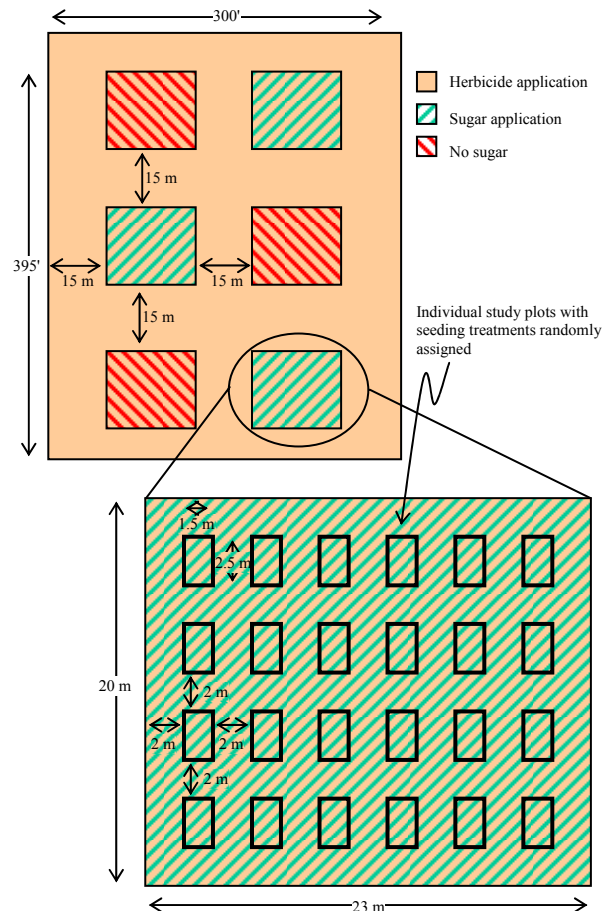 300'
Herbicide application
Sugar application
No sugar
15 m
395'
15 m
15 m
15 m
Individual study plots with
seeding treatments randomly
assigned
1.5 m
2.5 m
20 m
2 m
2 m
2 m
2 m
23 m